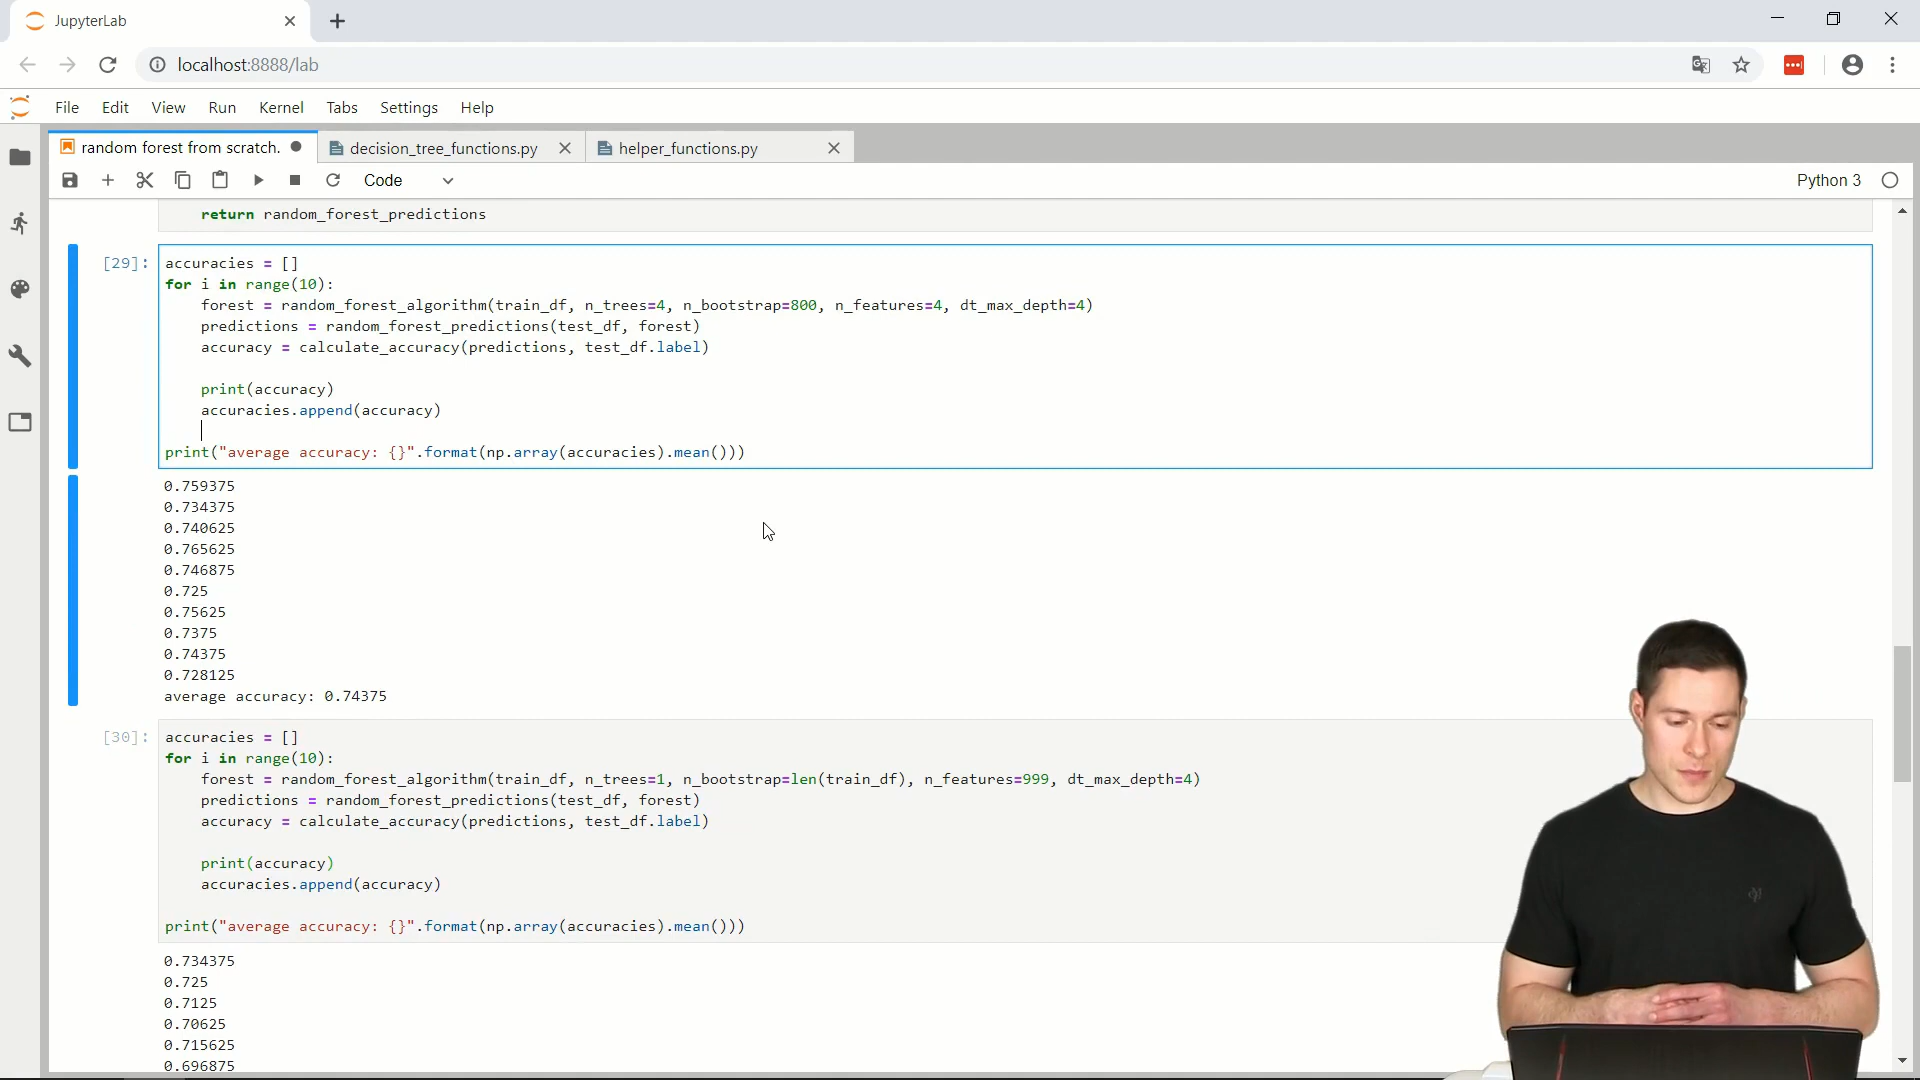 JupyterLab
localhost:8888/lab
File Edit View Run Kernel Tabs Settings Help
random forest from scratch. decision_tree_functions.py helper_functions.py
Code Python 3
return random_forest_predictions
[29]: accuracies = []
for i in range(10):
    forest = random_forest_algorithm(train_df, n_trees=4, n_bootstrap=800, n_features=4, dt_max_depth=4)
    predictions = random_forest_predictions(test_df, forest)
    accuracy = calculate_accuracy(predictions, test_df.label)
    print(accuracy)
    accuracies.append(accuracy)
print("average accuracy: {}".format(np.array(accuracies).mean()))
0.759375
0.734375
0.740625
0.765625
0.746875
0.725
0.75625
0.7375
0.74375
0.728125
average accuracy: 0.74375
[30]: accuracies = []
for i in range(10):
    forest = random_forest_algorithm(train_df, n_trees=1, n_bootstrap=len(train_df), n_features=999, dt_max_depth=4)
    predictions = random_forest_predictions(test_df, forest)
    accuracy = calculate_accuracy(predictions, test_df.label)
    print(accuracy)
    accuracies.append(accuracy)
print("average accuracy: {}".format(np.array(accuracies).mean()))
0.734375
0.725
0.7125
0.70625
0.715625
0.696875